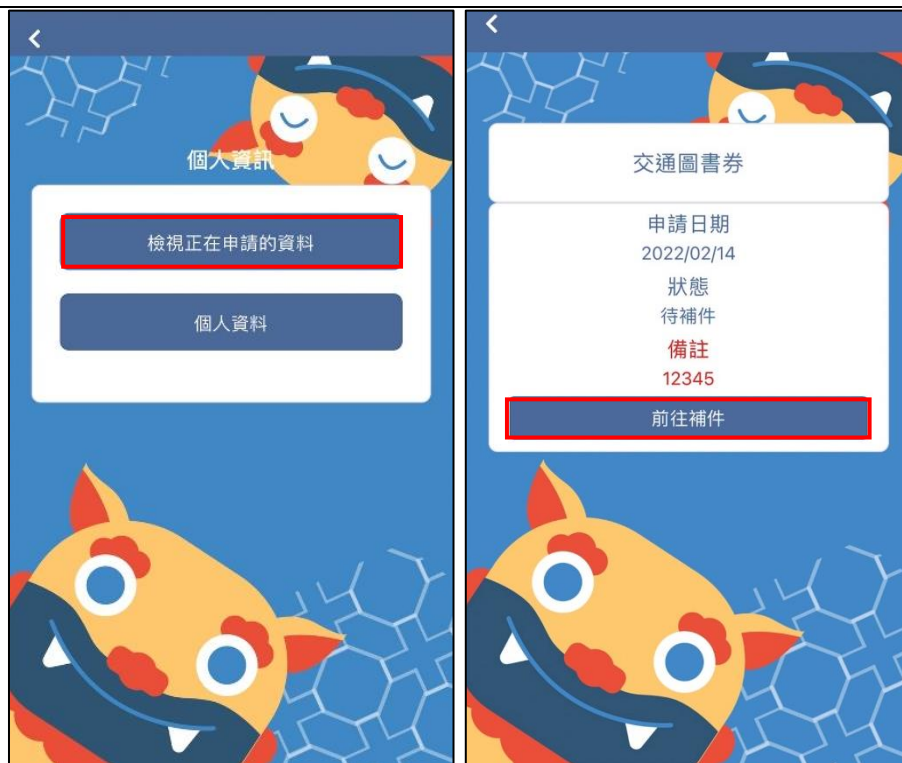 個人資訊
檢視正在申請的資料
個人資料
交通圖書券
申請日期
2022/02/14
狀態
待補件
備註
12345
前往補件